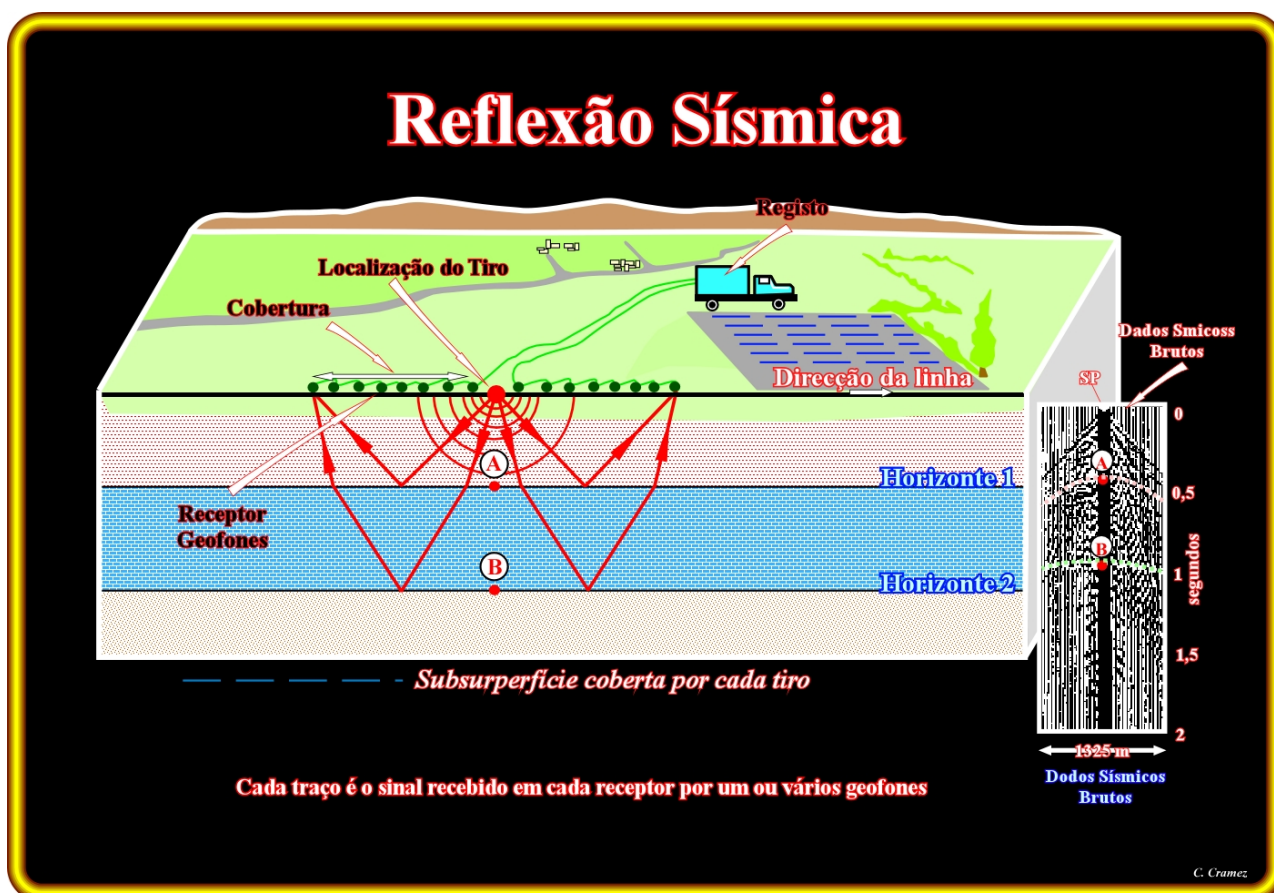 Reflexão Sísmica
Registo
Localização do Tiro
Cobertura
Dados Smicoss
Brutos
SP
Direcção da linha
0
A
A
Horizonte 1
0,5
Receptor
Geofones
B
B
Horizonte 2
1
segundos
1,5
Subsurperfície coberta por cada tiro
2
1325 m
Dodos Sísmicos
Brutos
Cada traço é o sinal recebido em cada receptor por um ou vários geofones
C. Cramez